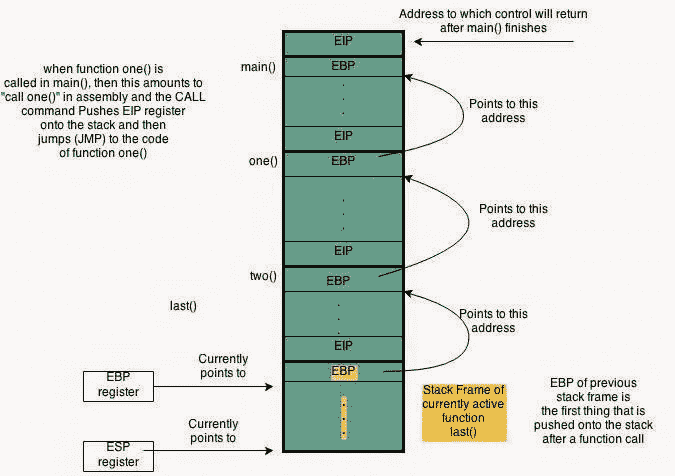 Address to which control will return
after main() finishes
EIP
main()
EBP
when function one() is
called in main(), then this amounts to
"call one()" in assembly and the CALL
command Pushes EIP register
onto the stack and then
jumps (JMP) to the code
of function one()
.
.
.
Points to this
address
EIP
one()
EBP
.
.
.
Points to this
address
EIP
two()
EBP
last()
.
.
.
Points to this
address
EIP
EBP
Currently
points to
EBP
register
.
.
.
Stack Frame of
currently active
function
last()
EBP of previous
stack frame is
the first thing that is
pushed onto the stack
after a function call
Currently
points to
ESP
register